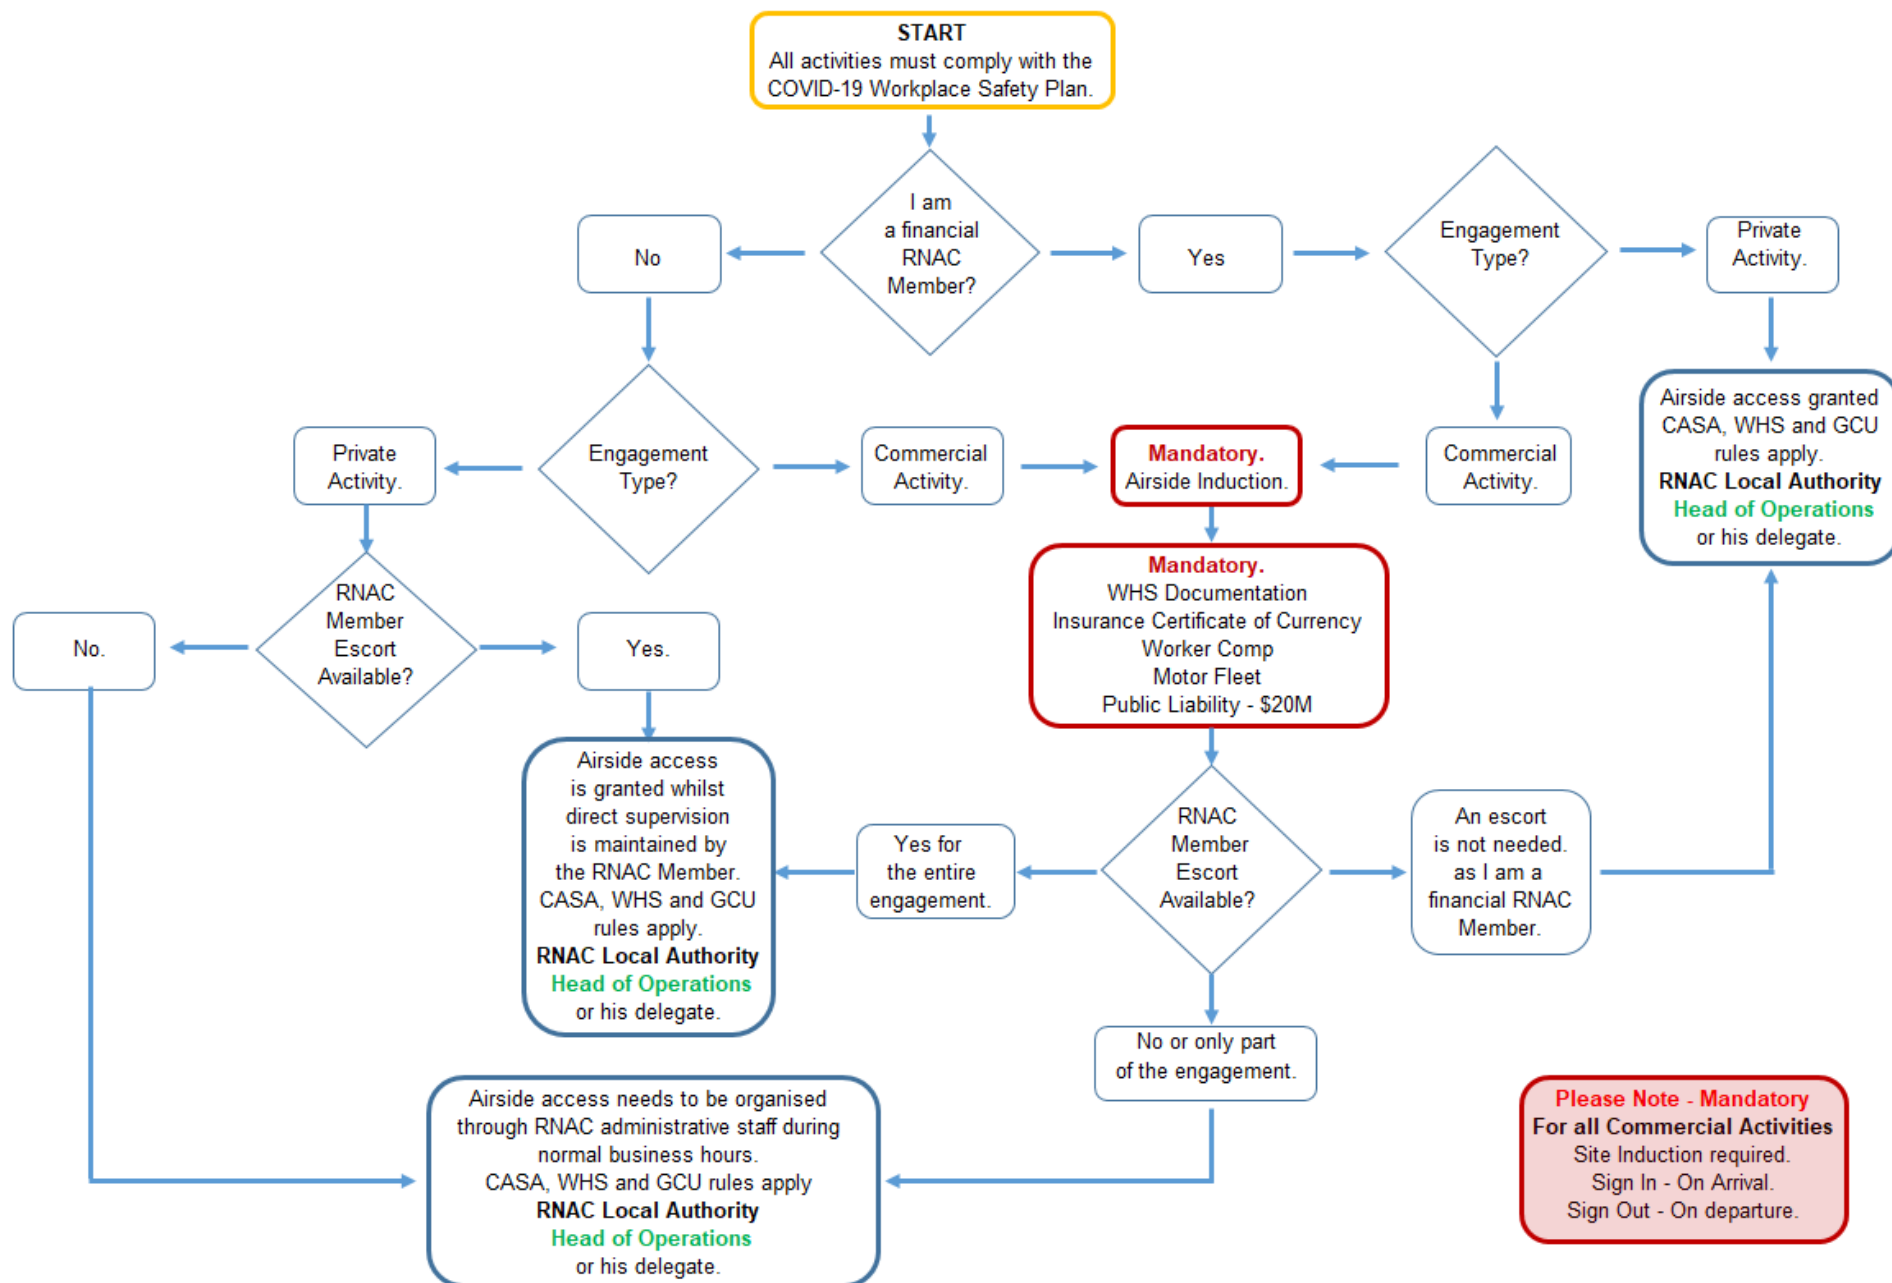 START
All activities must comply with the
COVID-19 Workplace Safety Plan.
I am
a financial
RNAC
Member?
No
Yes
Engagement
Type?
Private
Activity.
Airside access granted
CASA, WHS and GCU
rules apply.
RNAC Local Authority
Head of Operations
or his delegate.
Private
Activity.
Engagement
Type?
Commercial
Activity.
Mandatory.
Airside Induction.
Commercial
Activity.
Mandatory.
WHS Documentation
Insurance Certificate of Currency
Worker Comp
Motor Fleet
Public Liability - $20M
No.
RNAC
Member
Escort
Available?
Yes.
Airside access
is granted whilst
direct supervision
is maintained by
the RNAC Member.
CASA, WHS and GCU
rules apply.
RNAC Local Authority
Head of Operations
or his delegate.
Yes for
the entire
engagement.
RNAC
Member
Escort
Available?
An escort
is not needed.
as I am a
financial RNAC
Member.
No or only part
of the engagement.
Airside access needs to be organised
through RNAC administrative staff during
normal business hours.
CASA, WHS and GCU rules apply
RNAC Local Authority
Head of Operations
or his delegate.
Please Note - Mandatory
For all Commercial Activities
Site Induction required.
Sign In - On Arrival.
Sign Out - On departure.